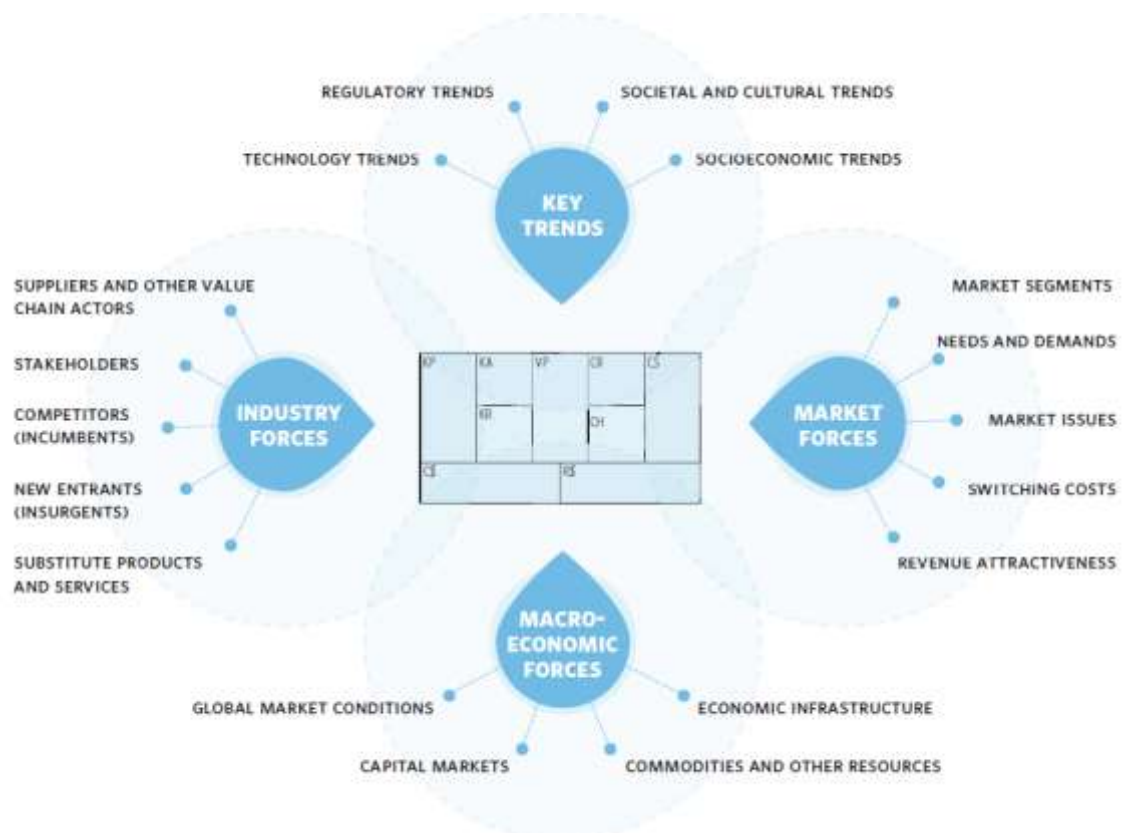 REGULATORY TRENDS
SOCIETAL AND CULTURAL TRENDS
TECHNOLOGY TRENDS
SOCIOECONOMIC TRENDS
KEY
TRENDS
SUPPLIERS AND OTHER VALUE
CHAIN ACTORS
STAKEHOLDERS
COMPETITORS
(INCUMBENTS)
NEW ENTRANTS
(INSURGENTS)
SUBSTITUTE PRODUCTS
AND SERVICES
INDUSTRY
FORCES
KP
KA
VP
CR
CS
KR
CH
C$
R$
MARKET
FORCES
MARKET SEGMENTS
NEEDS AND DEMANDS
MARKET ISSUES
SWITCHING COSTS
REVENUE ATTRACTIVENESS
MACRO-
ECONOMIC
FORCES
GLOBAL MARKET CONDITIONS
ECONOMIC INFRASTRUCTURE
CAPITAL MARKETS
COMMODITIES AND OTHER RESOURCES